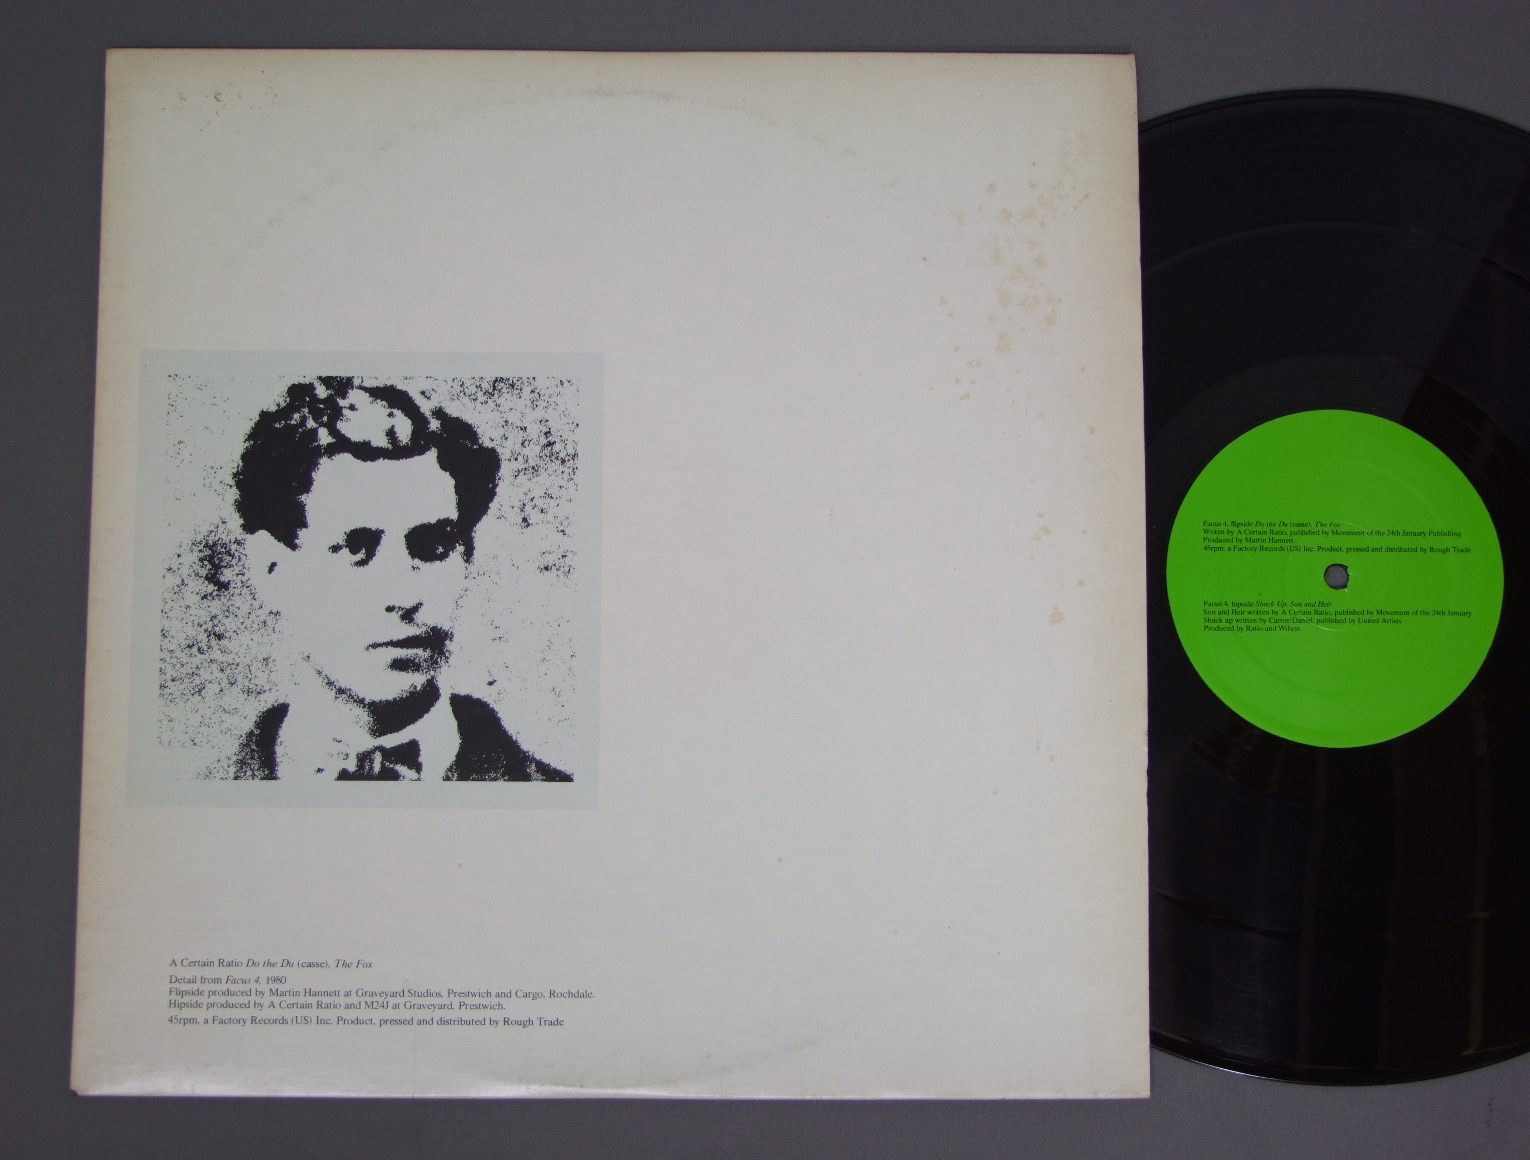 A Certain Ratio Do the Du (casse). The Fox
Detail from Facus 4, 1980
Flipside produced by Martin Hannett at Graveyard Studios, Prestwich and Cargo, Rochdale.
Hipside produced by A Certain Ratio and M24J at Graveyard, Prestwich.
45rpm, a Factory Records (US) Inc. Product, pressed and distributed by Rough Trade
Facus 4, flipside Do the Du (casse), The Fox
Written by A Certain Ratio, published by Movement of the 24th January Publishing
Produced by Martin Hannett
45rpm, a Factory Records (US) Inc. Product, pressed and distributed by Rough Trade
Facus 4, hipside Shack Up, Son and Heir
Son and Heir written by A Certain Ratio, published by Movement of the 24th January
Shack up written by Carter/Daniel, published by United Artists
Produced by Ratio and Wilson